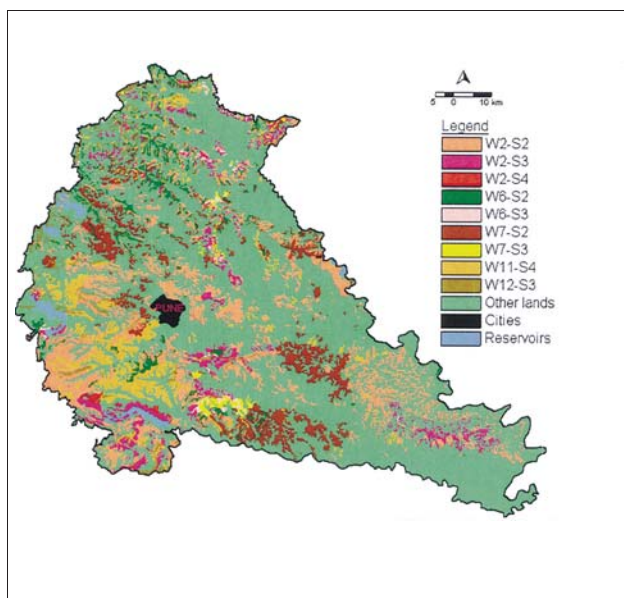 5 0 10 km
Legend
W2-S2
W2-S3
W2-S4
W6-S2
W6-S3
W7-S2
W7-S3
W11-S4
W12-S3
Other lands
Cities
Reservoirs
PUNE